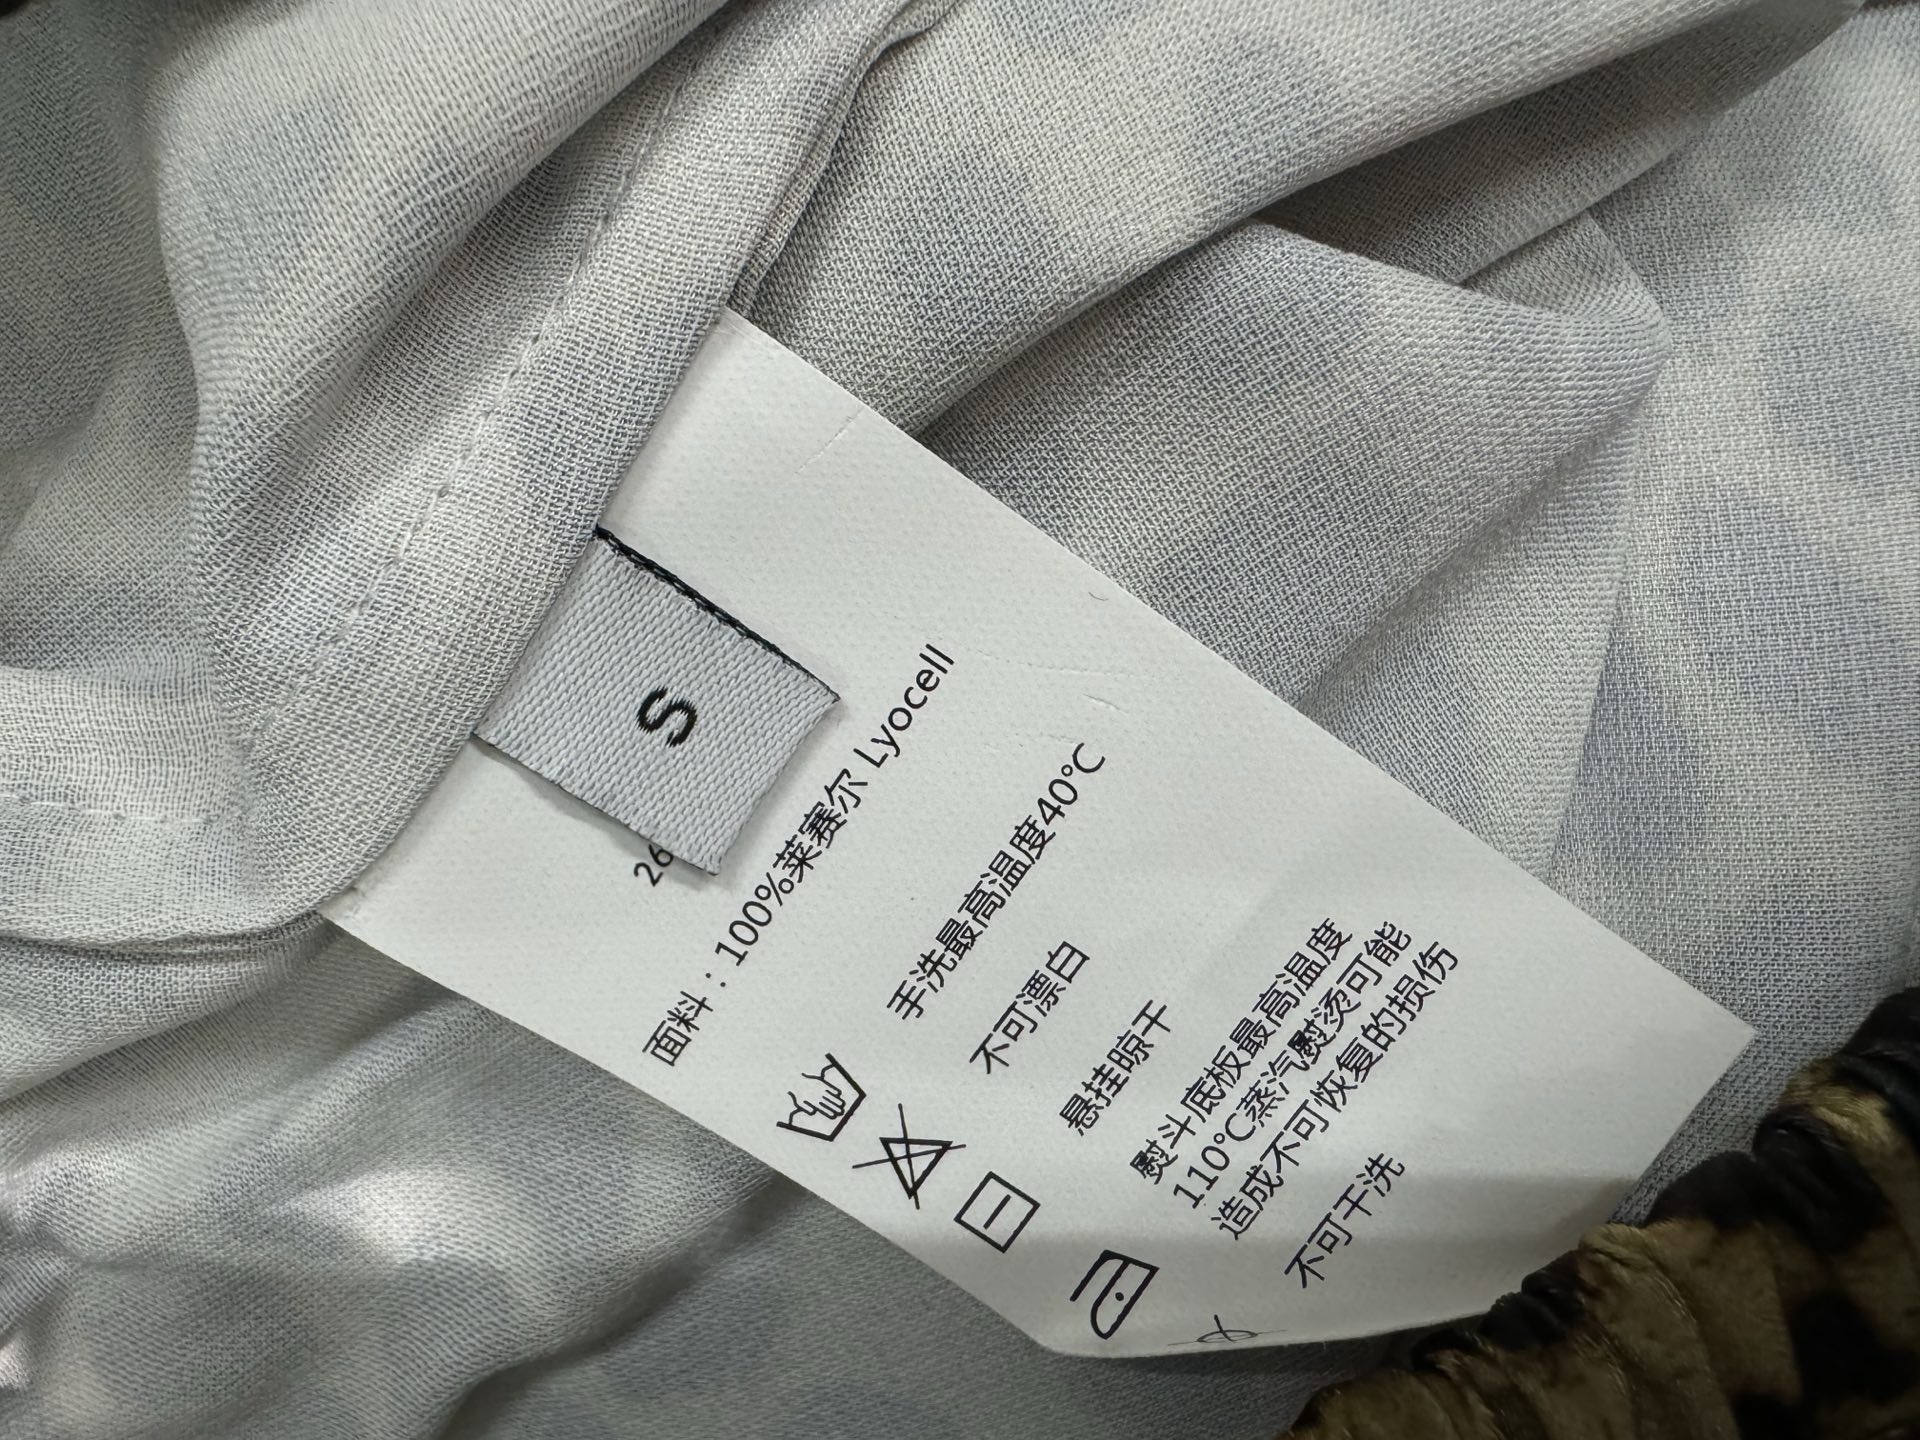 S
26
面料：100%莱赛尔 Lyocell
手洗最高温度40℃
不可漂白
悬挂晾干
熨斗底板最高温度
110℃蒸汽熨烫可能
造成不可恢复的损伤
不可干洗